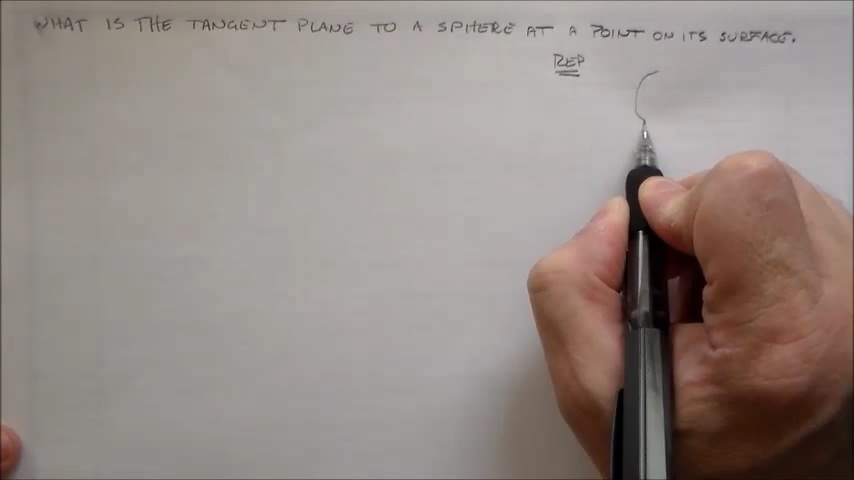 WHAT IS THE TANGENT PLANE TO A SPHERE AT A POINT ON ITS SURFACE.
REP